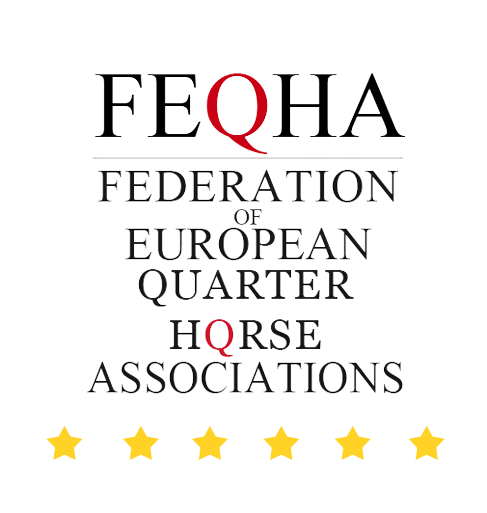 FEQHA
FEDERATION
OF
EUROPEAN
QUARTER
HQRSE
ASSOCIATIONS